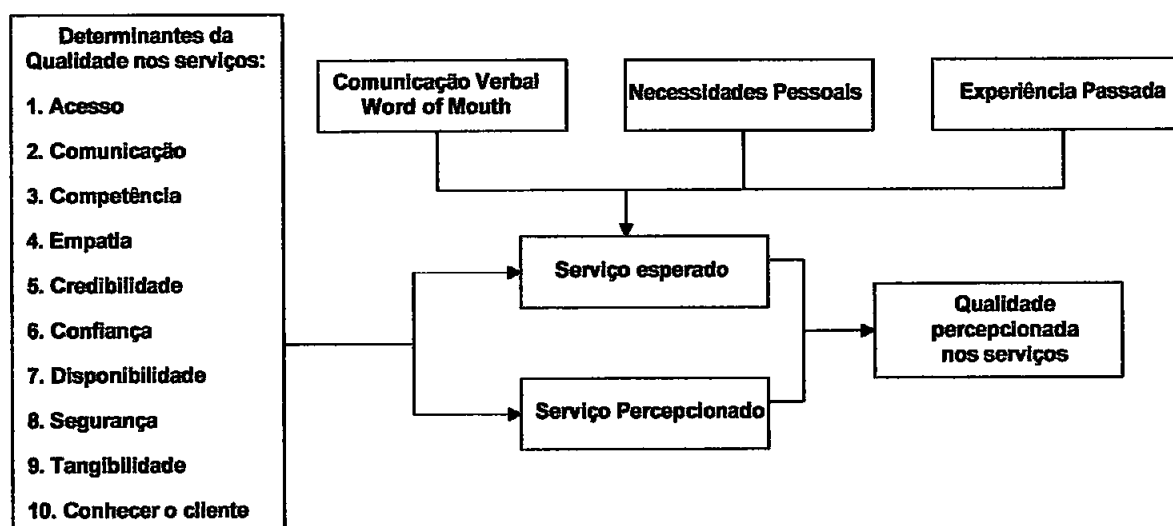 Determinantes da
Qualidade nos serviços:
1. Acesso
2. Comunicação
3. Competência
4. Empatia
5. Credibilidade
6. Confiança
7. Disponibilidade
8. Segurança
9. Tangibilidade
10. Conhecer o cliente
Comunicação Verbal
Word of Mouth
Necessidades Pessoais
Experiência Passada
Serviço esperado
Serviço Percepcionado
Qualidade
percepcionada
nos serviços